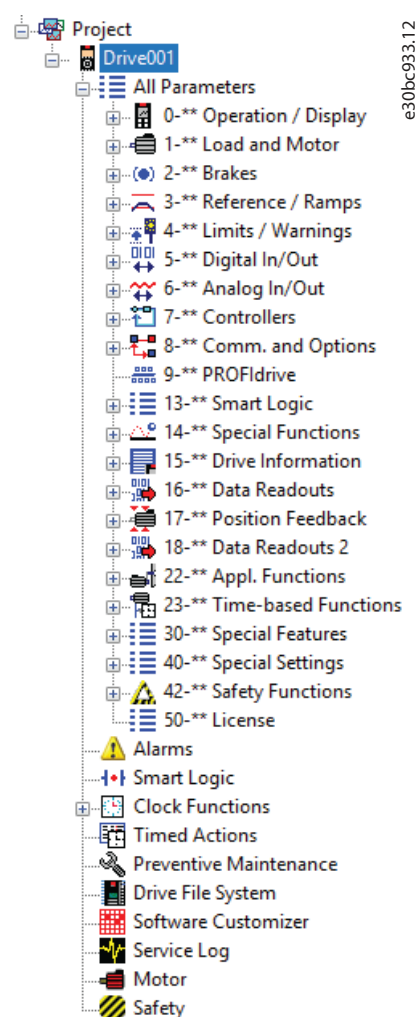 Project
Drive001
All Parameters
0-** Operation / Display
1-** Load and Motor
2-** Brakes
3-** Reference / Ramps
4-** Limits / Warnings
5-** Digital In/Out
6-** Analog In/Out
7-** Controllers
8-** Comm. and Options
9-** PROFIdrive
13-** Smart Logic
14-** Special Functions
15-** Drive Information
16-** Data Readouts
17-** Position Feedback
18-** Data Readouts 2
22-** Appl. Functions
23-** Time-based Functions
30-** Special Features
40-** Special Settings
42-** Safety Functions
50-** License
Alarms
Smart Logic
Clock Functions
Timed Actions
Preventive Maintenance
Drive File System
Software Customizer
Service Log
Motor
Safety
e30bc933.12